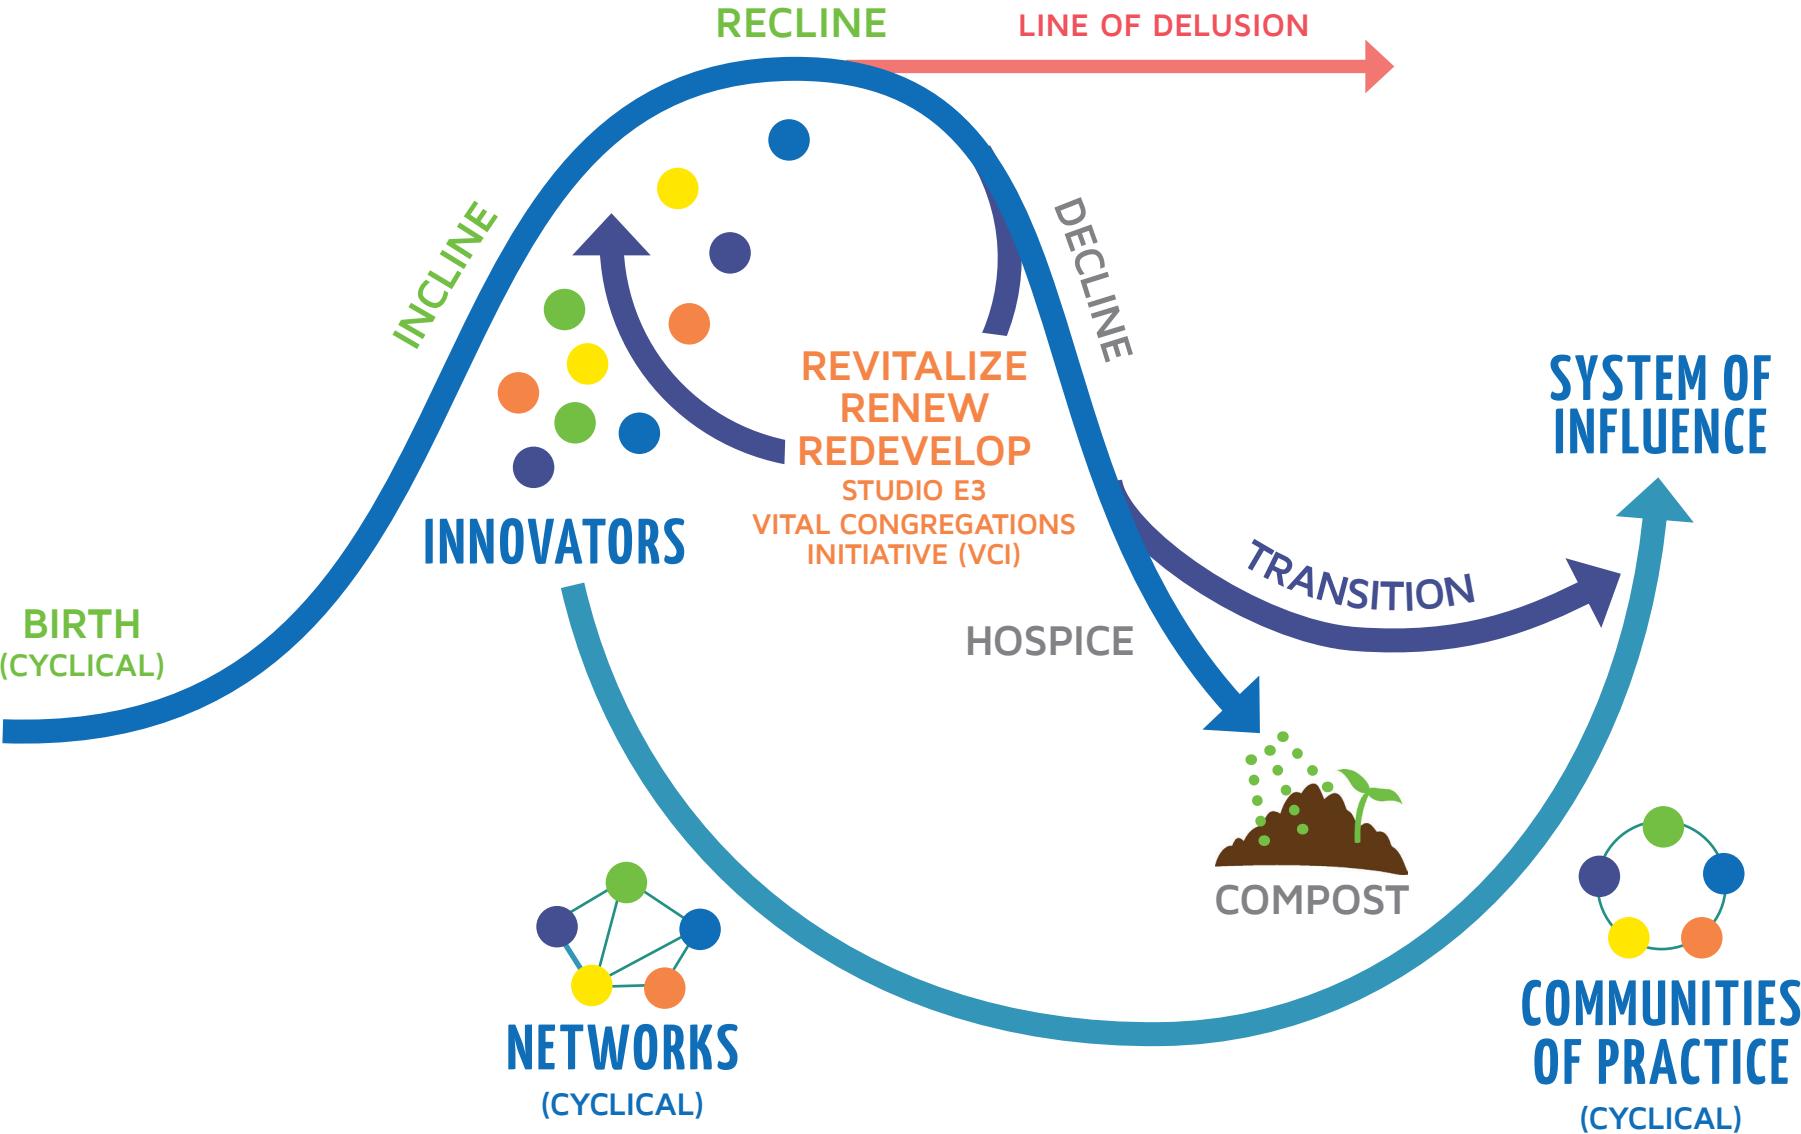 RECLINE
LINE OF DELUSION
INCLINE
DECLINE
REVITALIZE
RENEW
REDEVELOP
STUDIO E3
VITAL CONGREGATIONS
INITIATIVE (VCI)
SYSTEM OF
INFLUENCE
INNOVATORS
TRANSITION
BIRTH
(CYCLICAL)
HOSPICE
COMPOST
NETWORKS
(CYCLICAL)
COMMUNITIES
OF PRACTICE
(CYCLICAL)